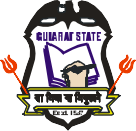 GUJARAT STATE
सा विद्या या विमुक्तये
Estd. 1947